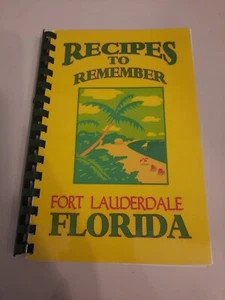 RECIPES
TO
REMEMBER
FORT LAUDERDALE
FLORIDA